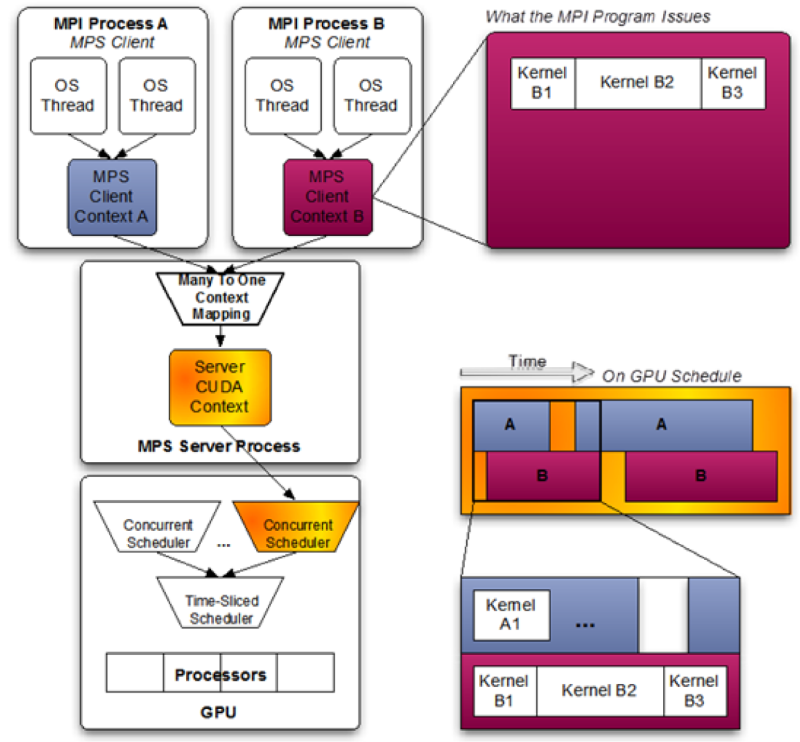 MPI Process A
MPS Client
OS
Thread
OS
Thread
MPS
Client
Context A
MPI Process B
MPS Client
OS
Thread
OS
Thread
MPS
Client
Context B
What the MPI Program Issues
Kernel
B1
Kernel B2
Kernel
B3
Many To One
Context
Mapping
Server
CUDA
Context
MPS Server Process
Concurrent
Scheduler
...
Concurrent
Scheduler
Time-Sliced
Scheduler
Processors
GPU
Time
On GPU Schedule
A
A
B
B
Kernel
A1
...
Kernel
B1
Kernel B2
Kernel
B3